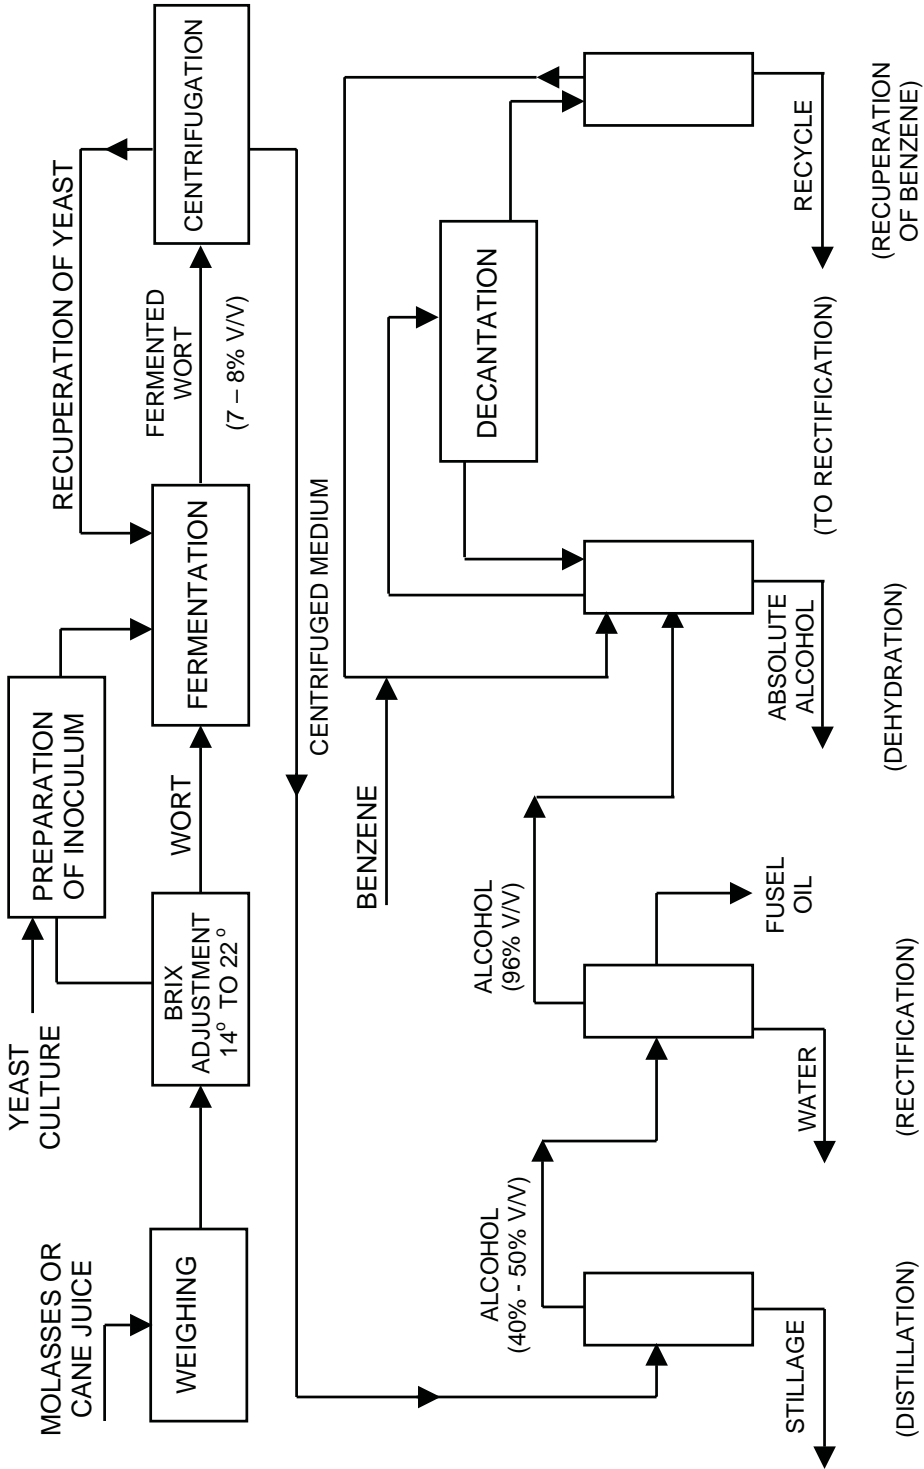 MOLASSES OR
CANE JUICE
WEIGHING
YEAST
CULTURE
BRIX
ADJUSTMENT
14° TO 22°
PREPARATION
OF INOCULUM
WORT
FERMENTATION
RECUPERATION OF YEAST
FERMENTED
WORT
(7 – 8% V/V)
CENTRIFUGATION
CENTRIFUGED MEDIUM
STILLAGE
(DISTILLATION)
ALCOHOL
(40% - 50% V/V)
WATER
(RECTIFICATION)
FUSEL
OIL
ALCOHOL
(96% V/V)
BENZENE
ABSOLUTE
ALCOHOL
(DEHYDRATION)
DECANTATION
(TO RECTIFICATION)
RECYCLE
(RECUPERATION
OF BENZENE)